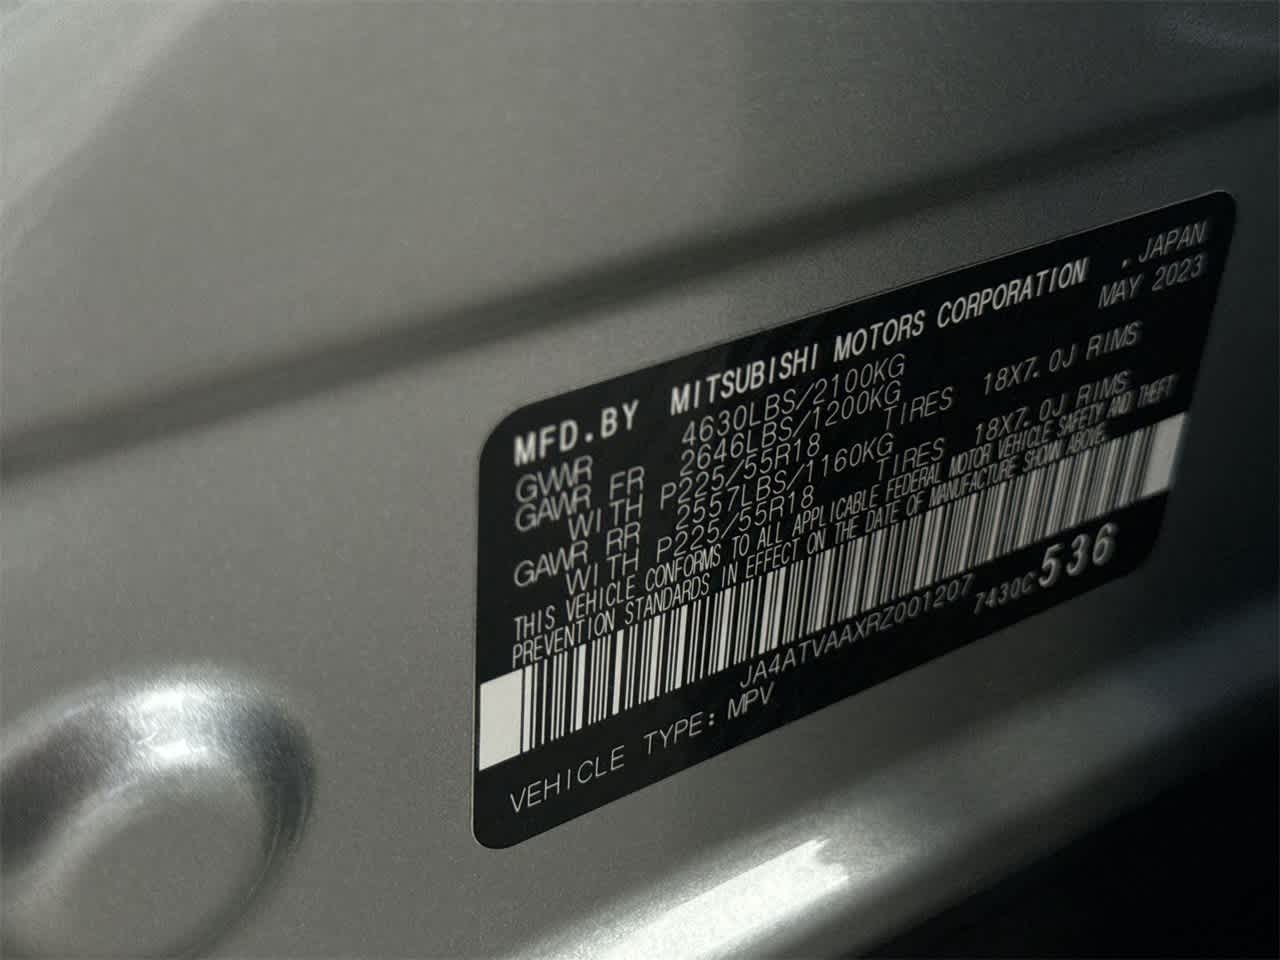 MFD.BY MITSUBISHI MOTORS CORPORATION . JAPAN
GVWR 4630LBS/2100KG MAY 2023
GAWR FR 2646LBS/1200KG
WITH P225/55R18 TIRES 18X7.0J RIMS
GAWR RR 2557LBS/1160KG
WITH P225/55R18 TIRES 18X7.0J RIMS
THIS VEHICLE CONFORMS TO ALL APPLICABLE FEDERAL MOTOR VEHICLE SAFETY AND THEFT
PREVENTION STANDARDS IN EFFECT ON THE DATE OF MANUFACTURE SHOWN ABOVE.
JA4ATVAAXRZ001207 7430C 536
VEHICLE TYPE: MPV